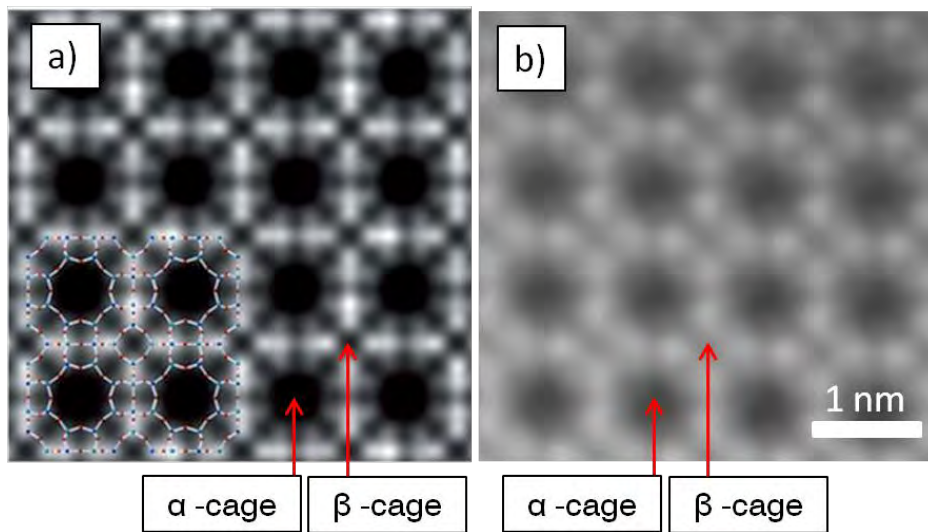 a)
b)
1 nm
α -cage
β -cage
α -cage
β -cage